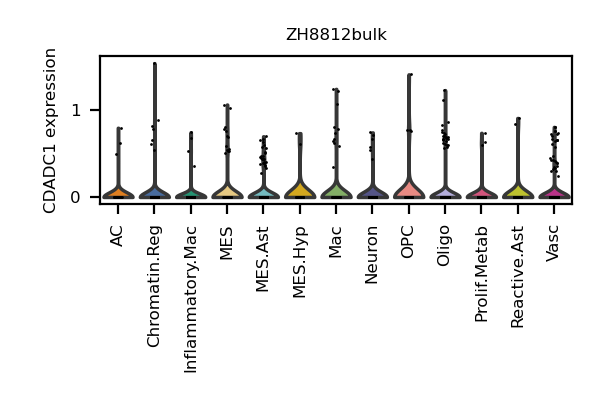 ZH8812bulk
CDADC1 expression
1
0
AC
Chromatin.Reg
Inflammatory.Mac
MES
MES.Ast
MES.Hyp
Mac
Neuron
OPC
Oligo
Prolif.Metab
Reactive.Ast
Vasc